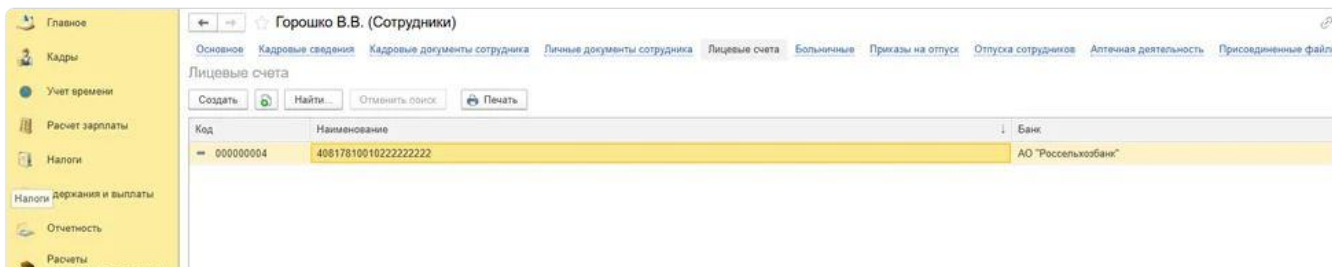 Главное
Кадры
Учет времени
Расчет зарплаты
Налоги
держания и выплаты
Налоги
Отчетность
Расчеты
Горошко В.В. (Сотрудники)
Основное Кадровые сведения Кадровые документы сотрудника Личные документы сотрудника Лицевые счета Больничные Приказы на отпуск Отпуска сотрудников Аптечная деятельность Присоединенные файл
Лицевые счета
Создать Найти... Отменить поиск Печать
Код Наименование ↓ Банк
000000004 40817810010222222222 АО "Россельхозбанк"